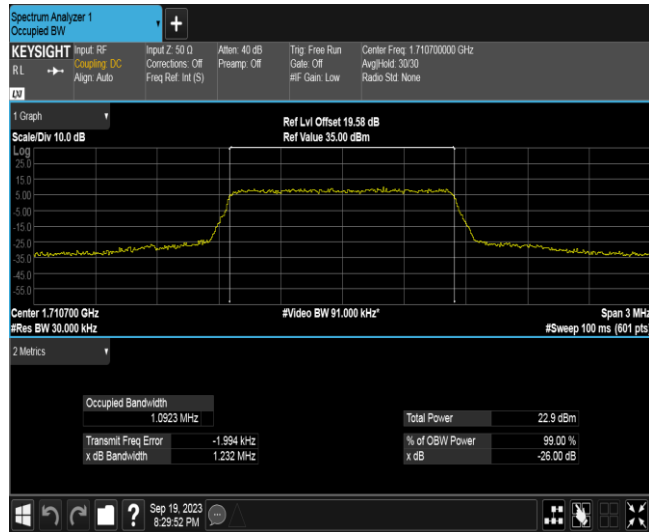 Spectrum Analyzer 1
Occupied BW
KEYSIGHT
R L
LXI
Input: RF
Coupling: DC
Align: Auto
Input Z: 50 Ω
Corrections: Off
Freq Ref: Int (S)
Atten: 40 dB
Preamp: Off
Trig: Free Run
Gate: Off
#IF Gain: Low
Center Freq: 1.710700000 GHz
Avg|Hold: 30/30
Radio Std: None
1 Graph
Scale/Div 10.0 dB
Ref Lvl Offset 19.58 dB
Ref Value 35.00 dBm
Log
25.0
15.0
5.00
-5.00
-15.0
-25.0
-35.0
-45.0
-55.0
Center 1.710700 GHz
#Res BW 30.000 kHz
#Video BW 91.000 kHz*
Span 3 MHz
#Sweep 100 ms (601 pts)
2 Metrics
Occupied Bandwidth
1.0923 MHz
Transmit Freq Error -1.994 kHz
x dB Bandwidth 1.232 MHz
Total Power 22.9 dBm
% of OBW Power 99.00 %
x dB -26.00 dB
?
Sep 19, 2023
8:29:52 PM